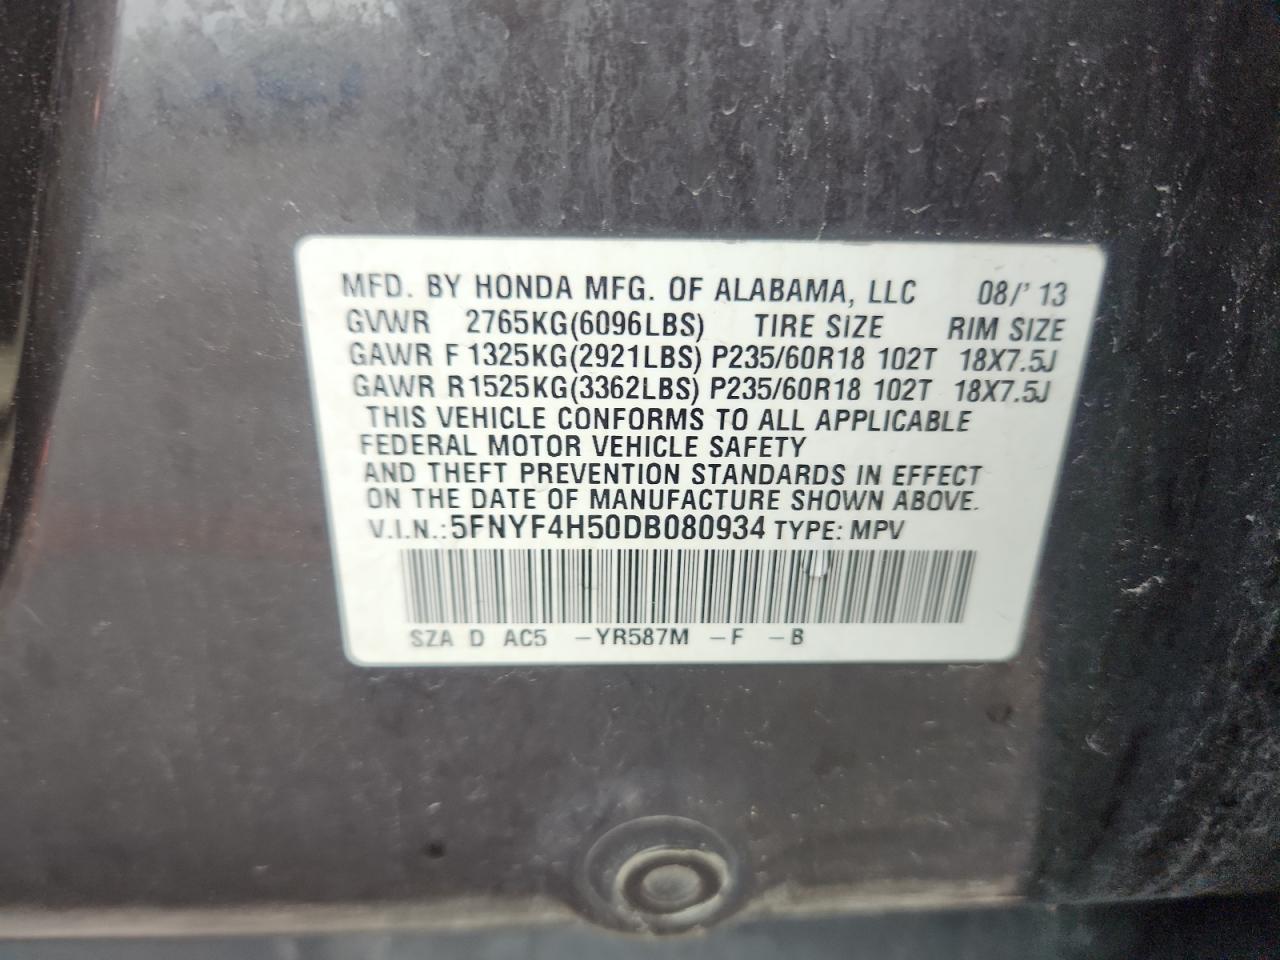 MFD. BY HONDA MFG. OF ALABAMA, LLC 08/'13
GVWR 2765KG(6096LBS) TIRE SIZE RIM SIZE
GAWR F 1325KG(2921LBS) P235/60R18 102T 18X7.5J
GAWR R1525KG(3362LBS) P235/60R18 102T 18X7.5J
THIS VEHICLE CONFORMS TO ALL APPLICABLE
FEDERAL MOTOR VEHICLE SAFETY
AND THEFT PREVENTION STANDARDS IN EFFECT
ON THE DATE OF MANUFACTURE SHOWN ABOVE.
V.I.N.: 5FNYF4H50DB080934 TYPE: MPV
SZA D AC5 -YR587M -F -B